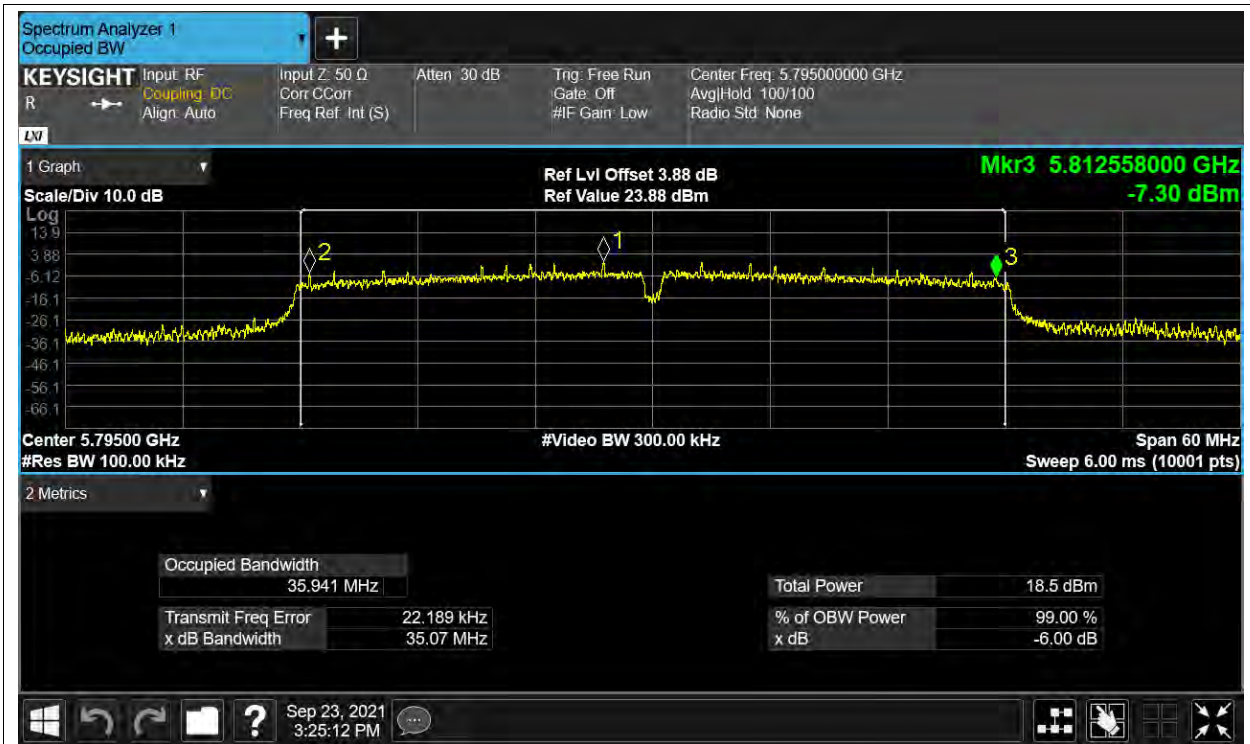 Spectrum Analyzer 1
Occupied BW
+
KEYSIGHT
R
LXI
Input: RF
Coupling: DC
Align: Auto
Input Z: 50 Ω
Corr CCorr
Freq Ref: Int (S)
Atten: 30 dB
Trig: Free Run
Gate: Off
#IF Gain: Low
Center Freq: 5.795000000 GHz
Avg|Hold: 100/100
Radio Std: None
1 Graph
Scale/Div 10.0 dB
Ref Lvl Offset 3.88 dB
Ref Value 23.88 dBm
Mkr3 5.812558000 GHz
-7.30 dBm
Log
13.9
3.88
-6.12
-16.1
-26.1
-36.1
-46.1
-56.1
-66.1
2
1
3
Center 5.79500 GHz
#Res BW 100.00 kHz
#Video BW 300.00 kHz
Span 60 MHz
Sweep 6.00 ms (10001 pts)
2 Metrics
Occupied Bandwidth
35.941 MHz
Transmit Freq Error 22.189 kHz
x dB Bandwidth 35.07 MHz
Total Power 18.5 dBm
% of OBW Power 99.00 %
x dB -6.00 dB
?
Sep 23, 2021
3:25:12 PM